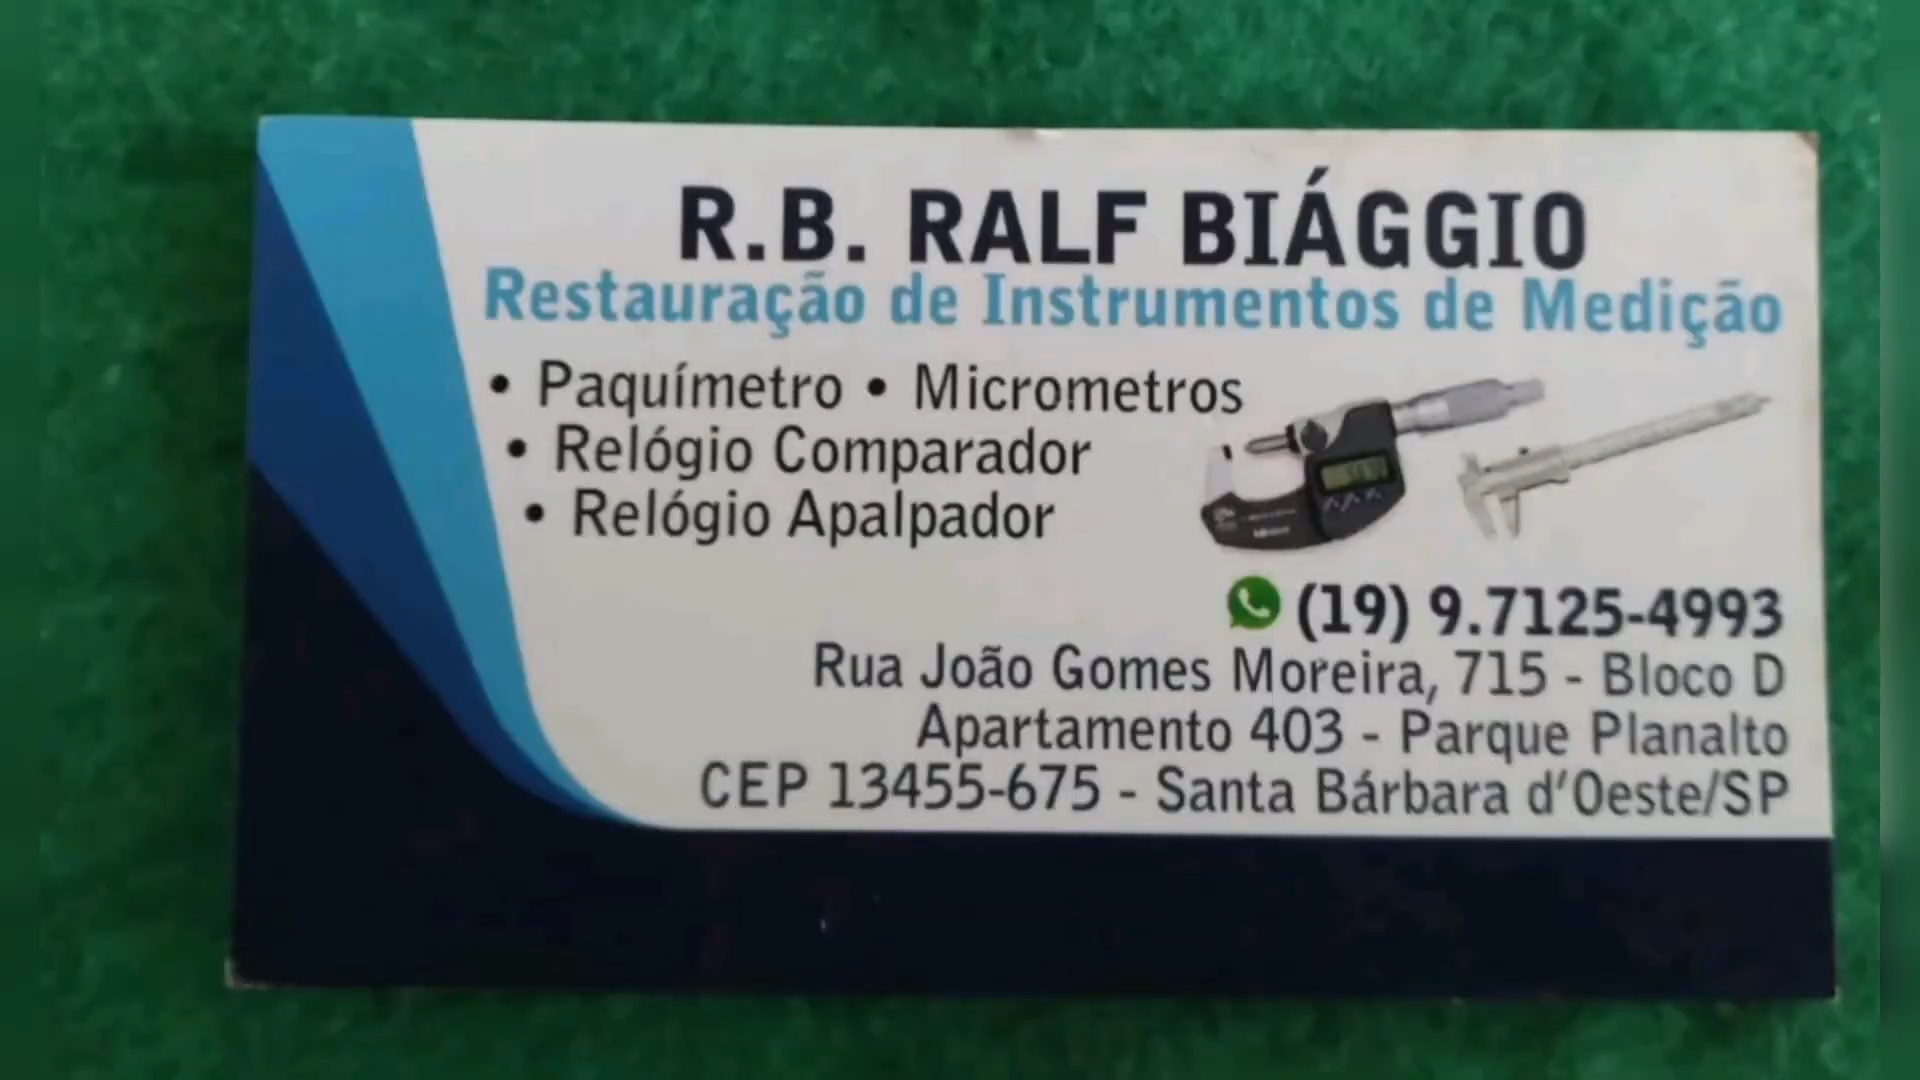 R.B. RALF BIÁGGIO
Restauração de Instrumentos de Medição
• Paquímetro • Micrometros
• Relógio Comparador
• Relógio Apalpador
(19) 9.7125-4993
Rua João Gomes Moreira, 715 - Bloco D
Apartamento 403 - Parque Planalto
CEP 13455-675 - Santa Bárbara d'Oeste/SP